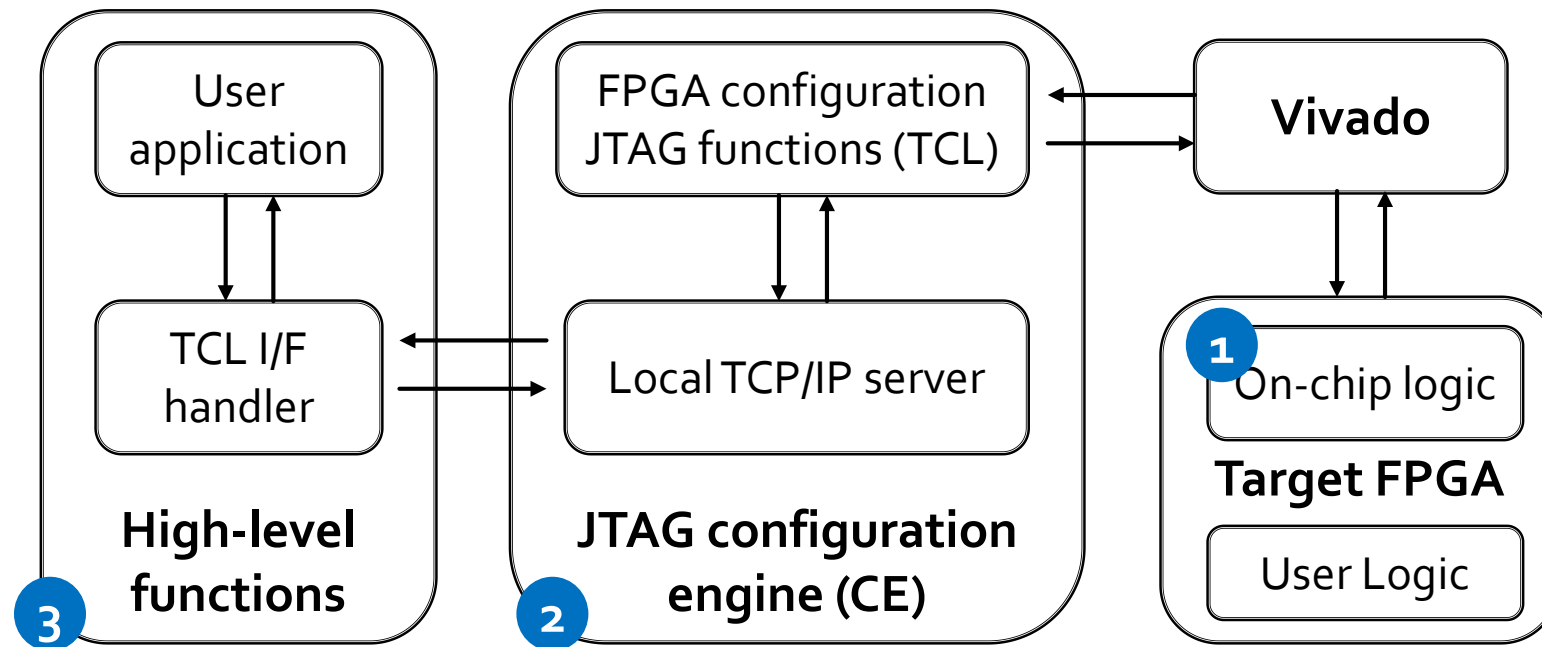 User
application
TCL I/F
handler
High-level
functions
3
FPGA configuration
JTAG functions (TCL)
Local TCP/IP server
JTAG configuration
engine (CE)
2
Vivado
1
On-chip logic
Target FPGA
User Logic